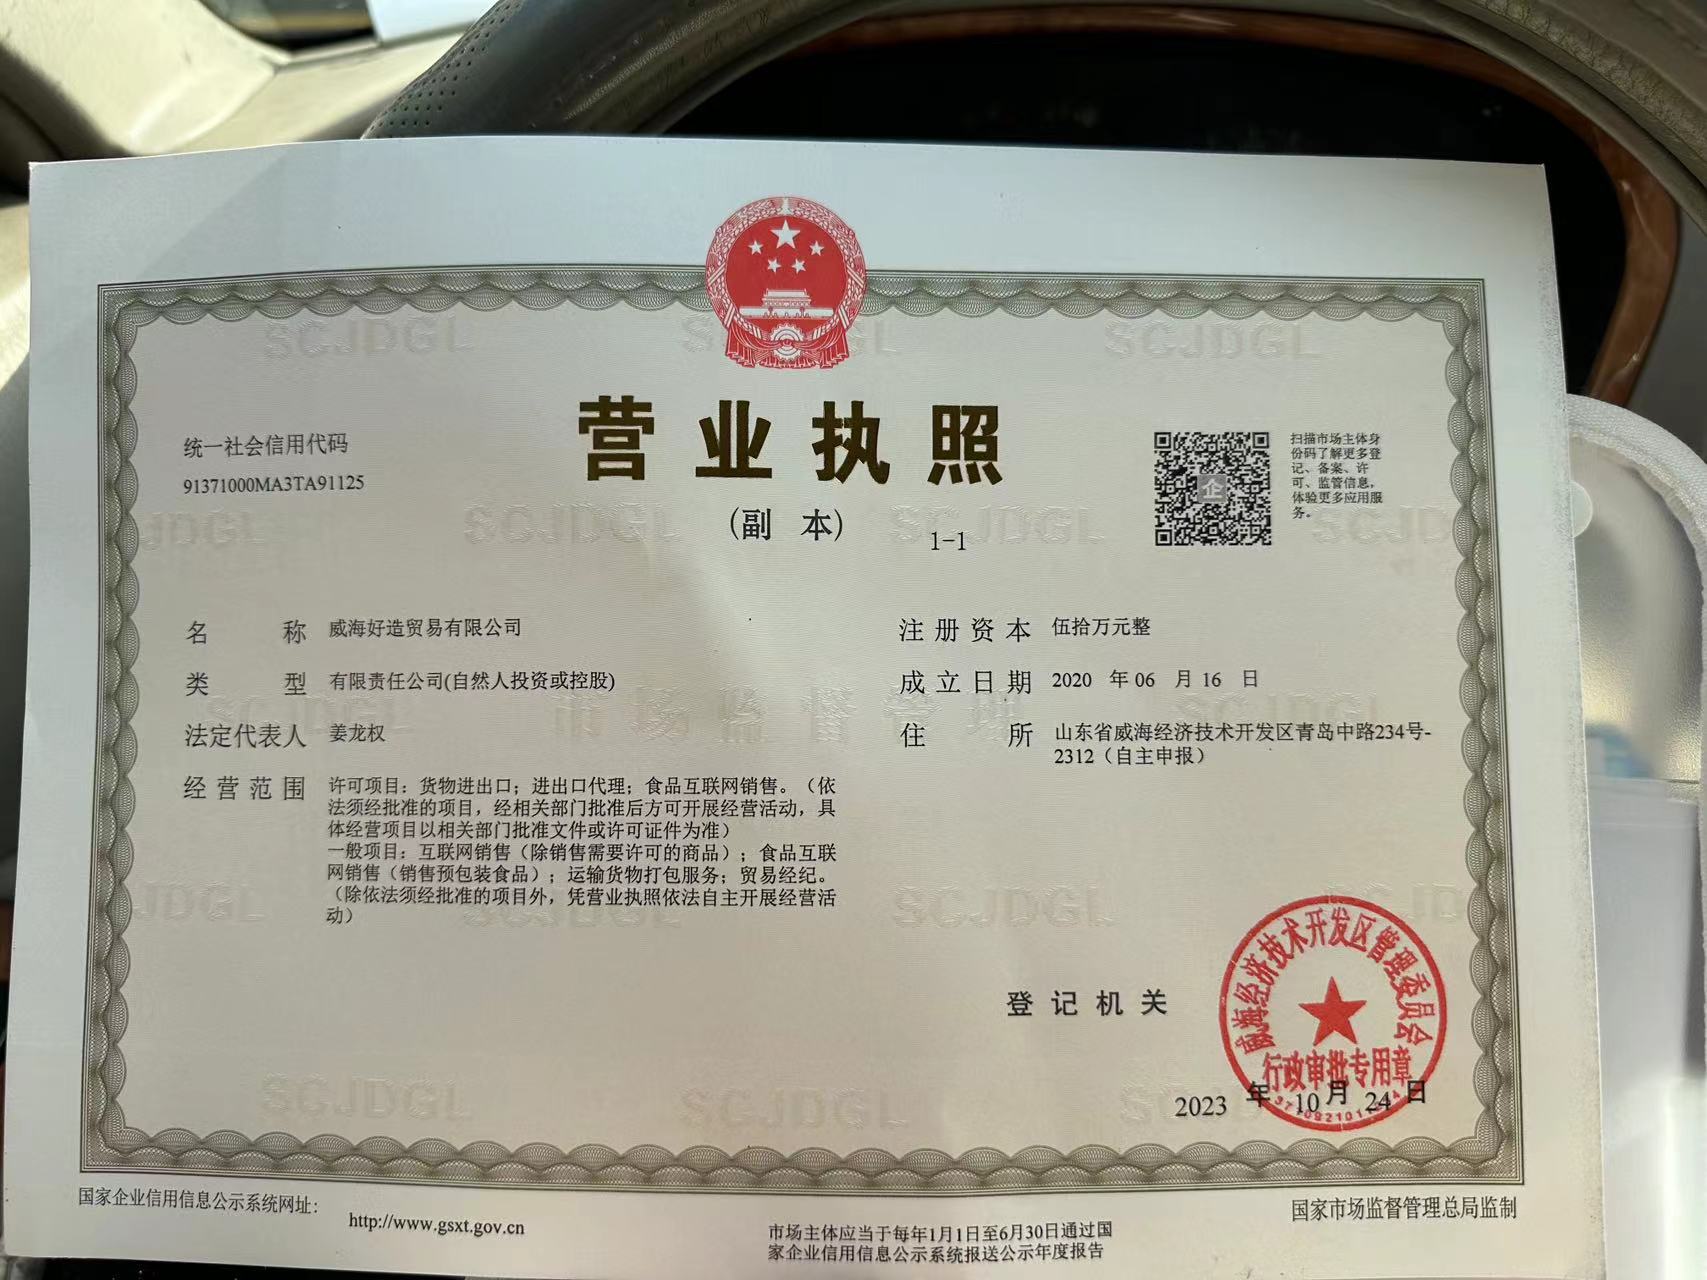 营业执照
(副 本)
1-1
统一社会信用代码
91371000MA3TA91125
扫描市场主体身
份码了解更多登
记、备案、许
可、监管信息，
体验更多应用服
务。
名 称 威海好造贸易有限公司
类 型 有限责任公司(自然人投资或控股)
法定代表人 姜龙权
经营范围 许可项目：货物进出口；进出口代理；食品互联网销售。（依
法须经批准的项目，经相关部门批准后方可开展经营活动，具
体经营项目以相关部门批准文件或许可证件为准）
一般项目：互联网销售（除销售需要许可的商品）；食品互联
网销售（销售预包装食品）；运输货物打包服务；贸易经纪。
（除依法须经批准的项目外，凭营业执照依法自主开展经营活
动）
注册资本 伍拾万元整
成立日期 2020 年 06 月 16 日
住 所 山东省威海经济技术开发区青岛中路234号-
2312（自主申报）
登记机关
威海经济技术开发区管理委员会
行政审批专用章
2023 年 10 月 24 日
国家企业信用信息公示系统网址：
http://www.gsxt.gov.cn
市场主体应当于每年1月1日至6月30日通过国
家企业信用信息公示系统报送公示年度报告
国家市场监督管理总局监制
SCJDGL
市场监督管理